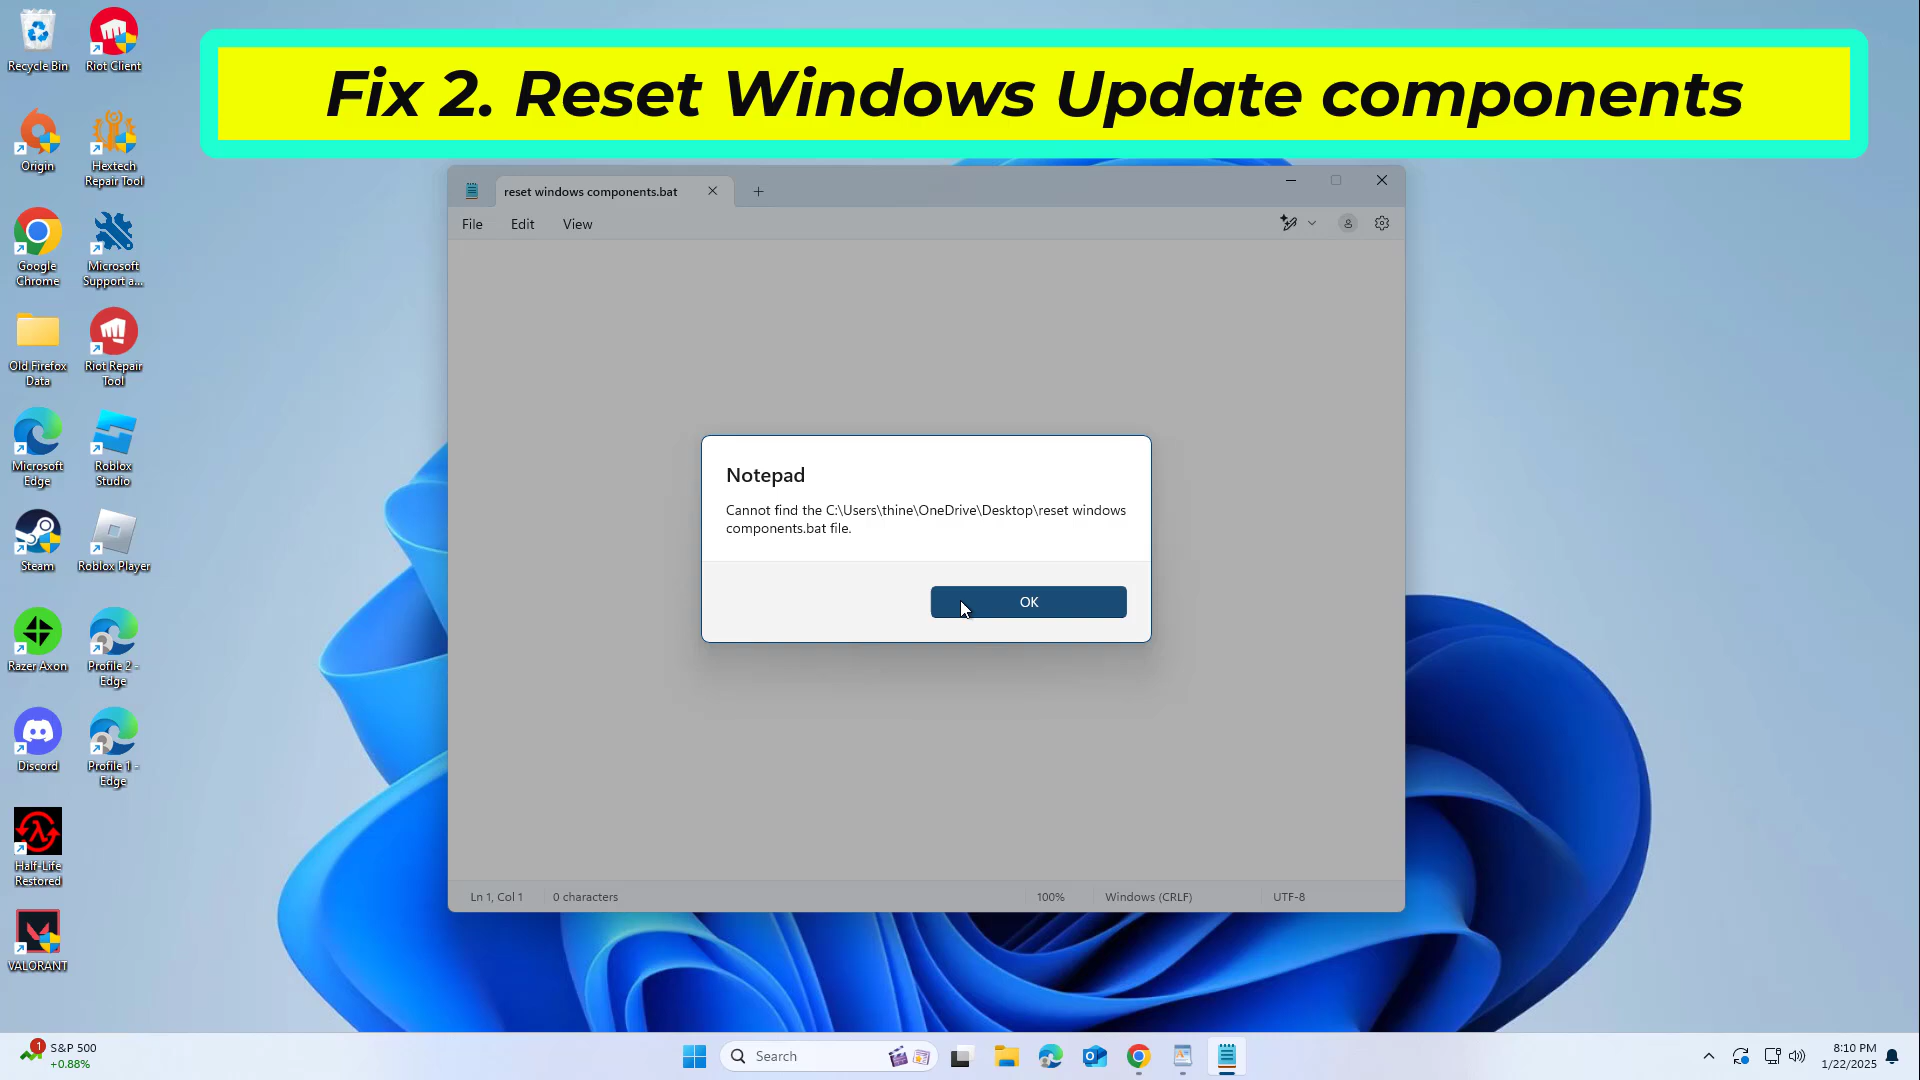 Fix 2. Reset Windows Update components
Recycle Bin
Riot Client
Origin
Hextech
Repair Tool
Google
Chrome
Microsoft
Support a...
Old Firefox
Data
Riot Repair
Tool
Microsoft
Edge
Roblox
Studio
Steam
Roblox Player
Razer Axon
Profile 2 -
Edge
Discord
Profile 1 -
Edge
Half-Life
Restored
VALORANT
reset windows components.bat
File
Edit
View
Notepad
Cannot find the C:\Users\thine\OneDrive\Desktop\reset windows
components.bat file.
OK
Ln 1, Col 1
0 characters
100%
Windows (CRLF)
UTF-8
1
S&P 500
+0.88%
Search
8:10 PM
1/22/2025